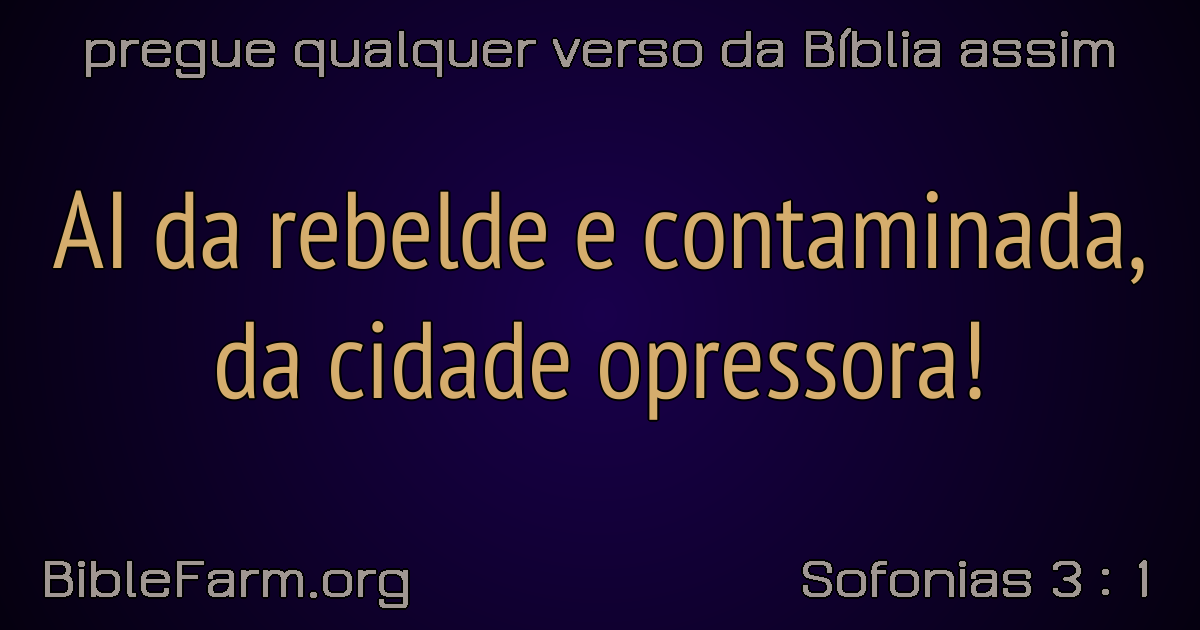 pregue qualquer verso da Bíblia assim
AI da rebelde e contaminada,
da cidade opressora!
BibleFarm.org
Sofonias 3 : 1